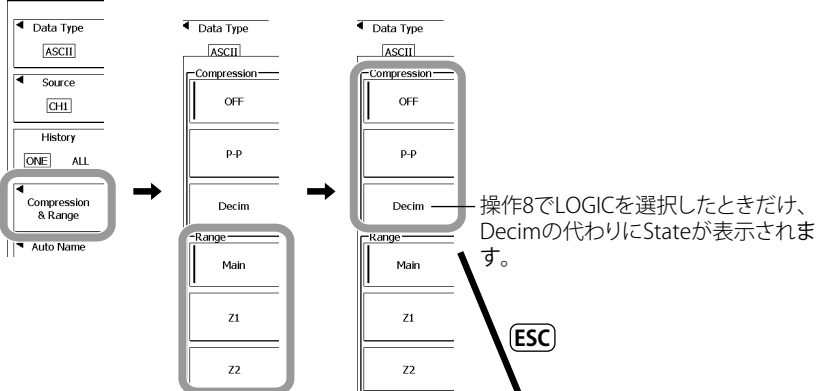 Data Type
ASCII
Source
CH1
History
ONE ALL
Compression
& Range
Auto Name
Data Type
ASCII
Compression
OFF
P-P
Decim
Range
Main
Z1
Z2
Data Type
ASCII
Compression
OFF
P-P
Decim
Range
Main
Z1
Z2
操作8でLOGICを選択したときだけ、
Decimの代わりにStateが表示されま
す。
ESC